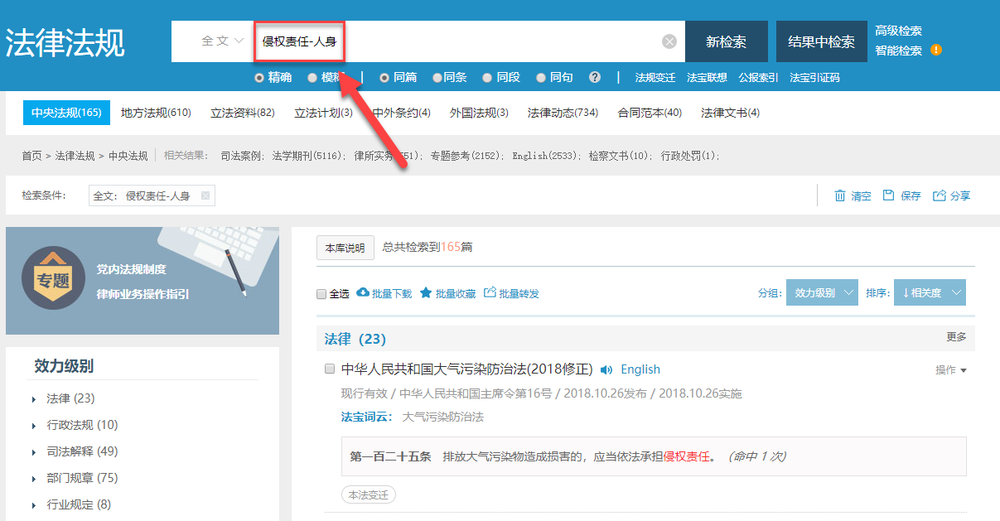 法律法规
全文 侵权责任-人身 新检索 结果中检索 高级检索
智能检索
精确 模糊 同篇 同条 同段 同句 ? | 法规变迁 法宝联想 公报索引 法宝引证码
中央法规(165) 地方法规(610) 立法资料(82) 立法计划(3) 中外条约(4) 外国法规(3) 法律动态(734) 合同范本(40) 法律文书(4)
首页 > 法律法规 > 中央法规 | 相关结果: 司法案例; 法学期刊(5116); 律所实务 51); 专题参考(2152); English(2533); 检察文书(10); 行政处罚(1);
检索条件: 全文: 侵权责任-人身 清空 保存 分享
专题
党内法规制度
律师业务操作指引
本库说明 总共检索到165篇
全选 批量下载 批量收藏 批量转发 分组: 效力级别 排序: ↓相关度
法律 (23) 更多
中华人民共和国大气污染防治法(2018修正) English 操作
现行有效 / 中华人民共和国主席令第16号 / 2018.10.26发布 / 2018.10.26实施
法宝词云: 大气污染防治法
第一百二十五条 排放大气污染物造成损害的，应当依法承担侵权责任。 (命中 1 次)
本法变迁
效力级别
法律 (23)
行政法规 (10)
司法解释 (49)
部门规章 (75)
行业规定 (8)